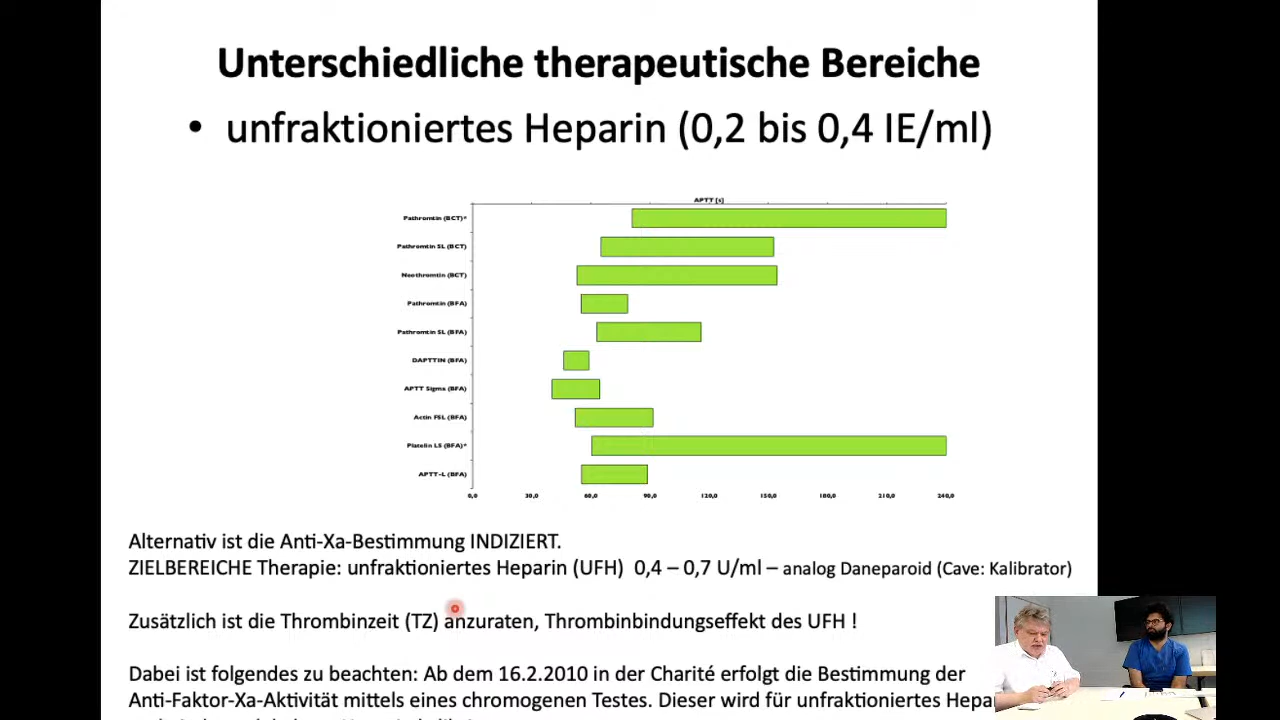 Unterschiedliche therapeutische Bereiche
• unfraktioniertes Heparin (0,2 bis 0,4 IE/ml)
APTT [s]
Pathromtin (BCT)*
Pathromtin SL (BCT)
Neothromtin (BCT)
Pathromtin (BFA)
Pathromtin SL (BFA)
DAPTTIN (BFA)
APTT Sigma (BFA)
Actin FSL (BFA)
Platelin LS (BFA)*
APTT-L (BFA)
0,0 30,0 60,0 90,0 120,0 150,0 180,0 210,0 240,0
Alternativ ist die Anti-Xa-Bestimmung INDIZIERT.
ZIELBEREICHE Therapie: unfraktioniertes Heparin (UFH) 0,4 – 0,7 U/ml – analog Daneparoid (Cave: Kalibrator)
Zusätzlich ist die Thrombinzeit (TZ) anzuraten, Thrombinbindungseffekt des UFH !
Dabei ist folgendes zu beachten: Ab dem 16.2.2010 in der Charité erfolgt die Bestimmung der
Anti-Faktor-Xa-Aktivität mittels eines chromogenen Testes. Dieser wird für unfraktioniertes Hepa